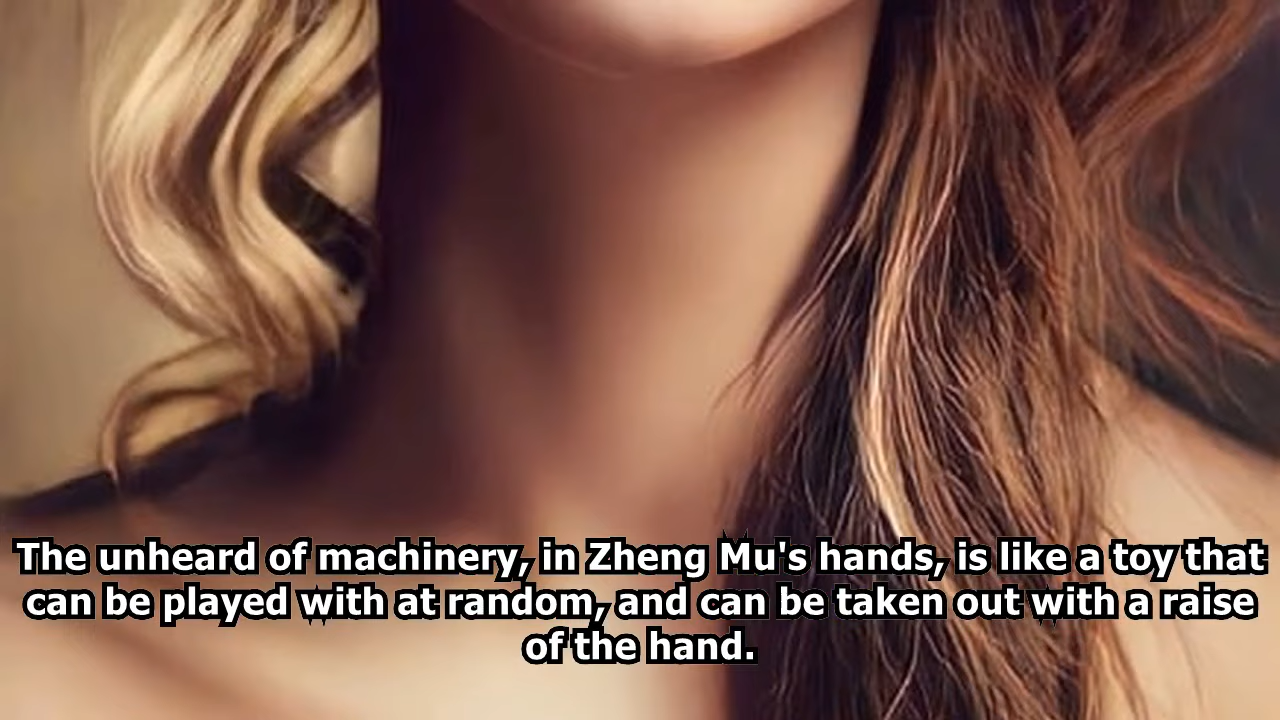 The unheard of machinery, in Zheng Mu's hands, is like a toy that
can be played with at random, and can be taken out with a raise
of the hand.